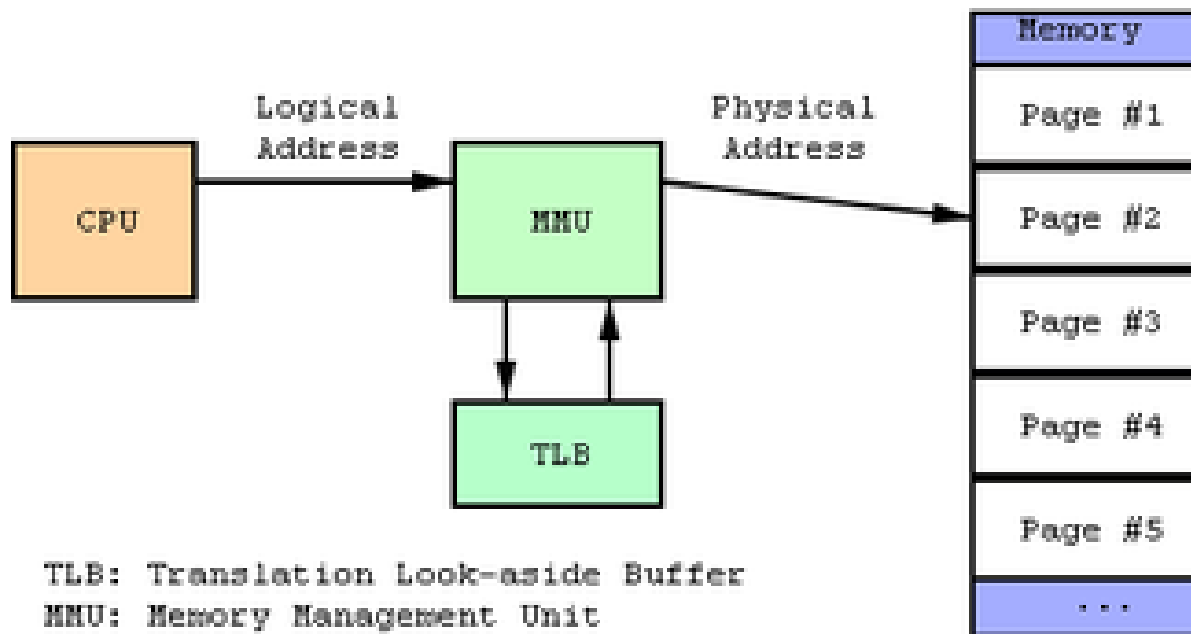 Memory
Logical
Address
Physical
Address
Page #1
CPU
MMU
Page #2
Page #3
Page #4
TLB
Page #5
TLB: Translation Look-aside Buffer
MMU: Memory Management Unit
...